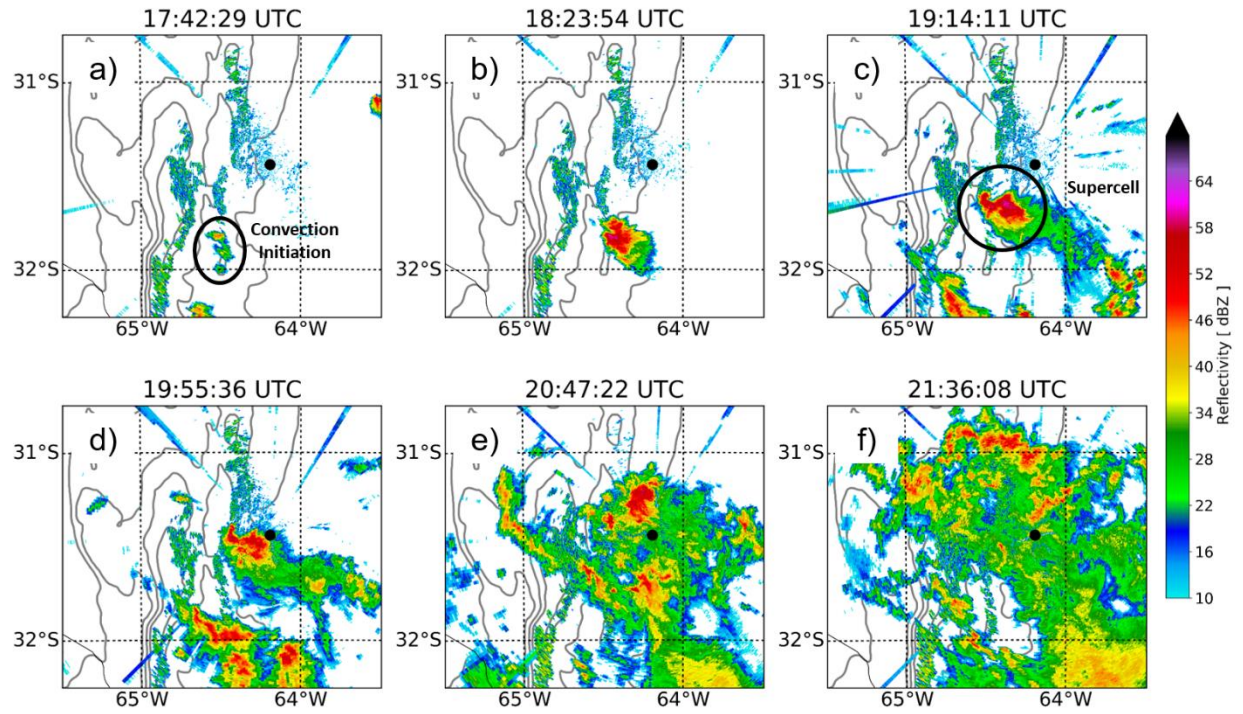 17:42:29 UTC
18:23:54 UTC
19:14:11 UTC
a)
b)
c)
31°S
31°S
31°S
Convection
Initiation
Supercell
32°S
32°S
32°S
65°W
64°W
65°W
64°W
65°W
64°W
19:55:36 UTC
20:47:22 UTC
21:36:08 UTC
d)
e)
f)
31°S
31°S
31°S
32°S
32°S
32°S
65°W
64°W
65°W
64°W
65°W
64°W
64
58
52
46
40
34
28
22
16
10
Reflectivity [ dBZ ]